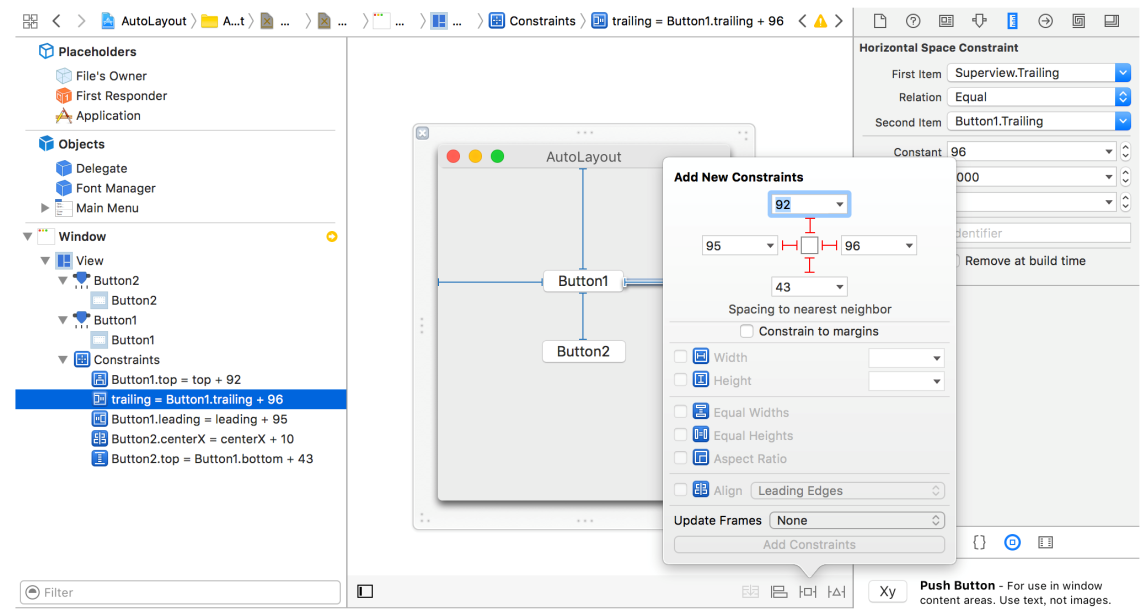 AutoLayout
A...t
...
...
...
...
Constraints
trailing = Button1.trailing + 96
Placeholders
File's Owner
First Responder
Application
Objects
Delegate
Font Manager
Main Menu
Window
View
Button2
Button2
Button1
Button1
Constraints
Button1.top = top + 92
trailing = Button1.trailing + 96
Button1.leading = leading + 95
Button2.centerX = centerX + 10
Button2.top = Button1.bottom + 43
Filter
AutoLayout
Button1
Button2
Add New Constraints
92
95
96
43
Spacing to nearest neighbor
Constrain to margins
Width
Height
Equal Widths
Equal Heights
Aspect Ratio
Align
Leading Edges
Update Frames
None
Add Constraints
Horizontal Space Constraint
First Item
Superview.Trailing
Relation
Equal
Second Item
Button1.Trailing
Constant
96
000
dentifier
Remove at build time
{}
Xy
Push Button - For use in window
content areas. Use text, not images.